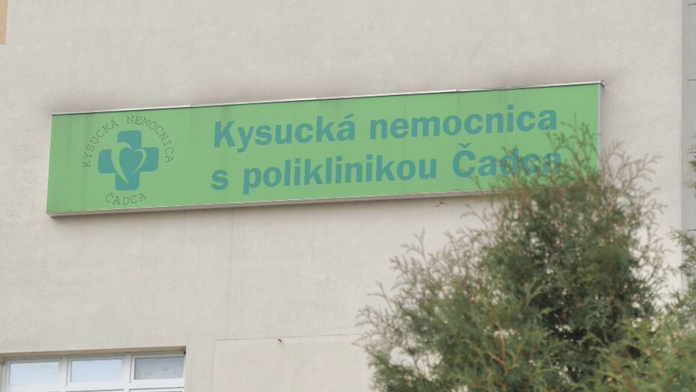 KYSUCKÁ NEMOCNICA
ČADCA
Kysucká nemocnica
s poliklinikou Čadca